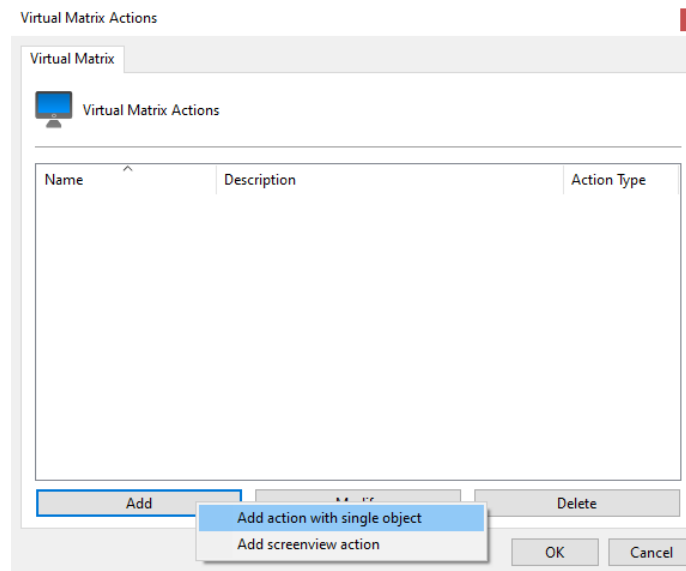 Virtual Matrix Actions
Virtual Matrix
Virtual Matrix Actions
Name Description Action Type
Add Delete
Add action with single object
Add screenview action
OK Cancel